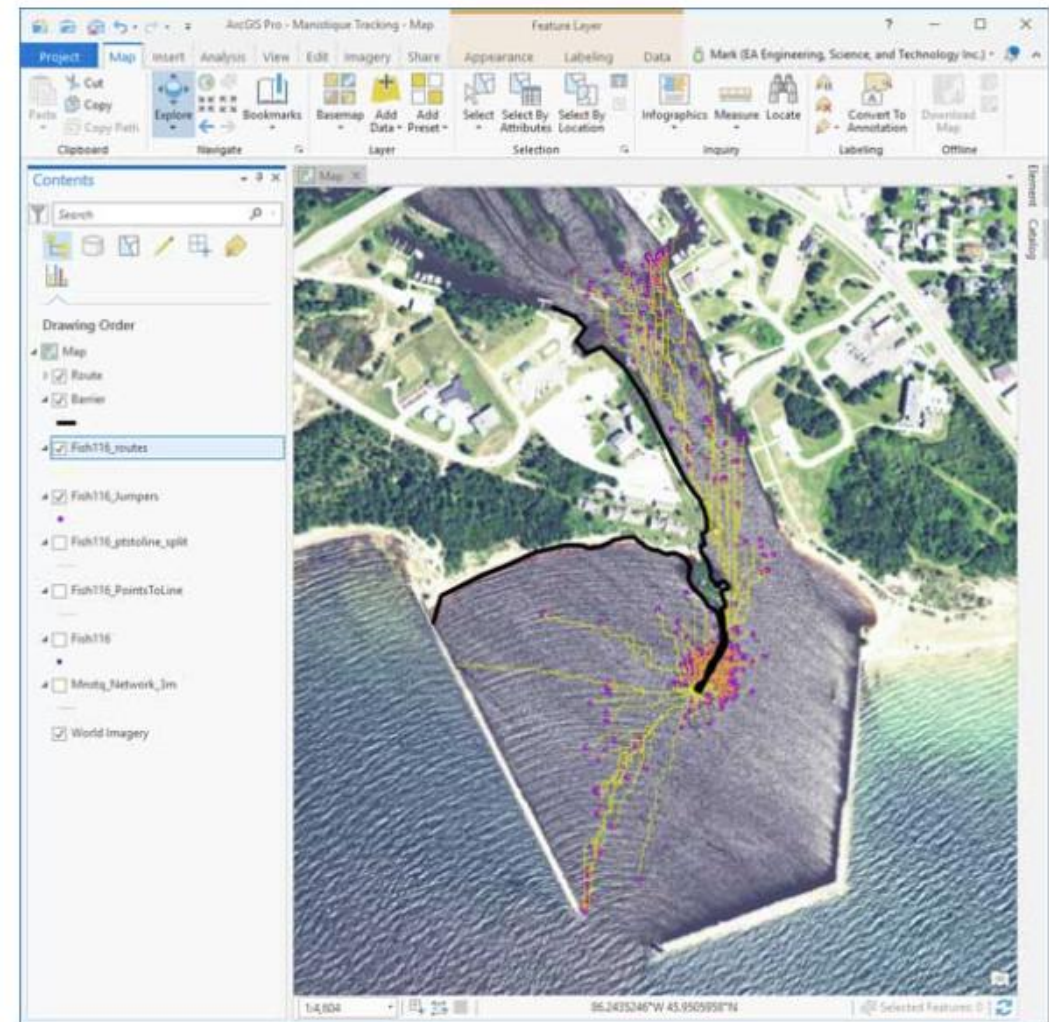 ArcGIS Pro - Manistique Tracking - Map
Feature Layer
?
Project Map Insert Analysis View Edit Imagery Share Appearance Labeling Data Mark (EA Engineering, Science, and Technology Inc.)
Paste
Cut
Copy
Copy Path
Explore
Bookmarks
Basemap
Add Data
Add Preset
Select
Select By Attributes
Select By Location
Infographics
Measure
Locate
Convert To Annotation
Download Map
Clipboard Navigate Layer Selection Inquiry Labeling Offline
Contents
Search
Drawing Order
Map
Route
Barrier
Fish116_routes
Fish116_Jumpers
Fish116_ptstoline_split
Fish116_PointsToLine
Fish116
World Imagery
Map
Element
Catalog
1:4,604
86.2435246°W 45.9505958°N
Selected Features: 0